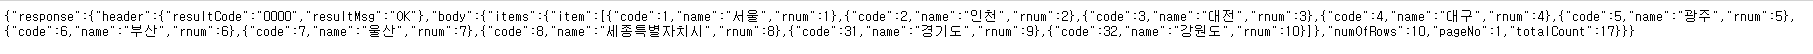 {"response":{"header":{"resultCode":"0000","resultMsg":"OK"},"body":{"items":{"item":[{"code":1,"name":"서울","rnum":1},{"code":2,"name":"인천","rnum":2},{"code":3,"name":"대전","rnum":3},{"code":4,"name":"대구","rnum":4},{"code":5,"name":"광주","rnum":5},
{"code":6,"name":"부산","rnum":6},{"code":7,"name":"울산","rnum":7},{"code":8,"name":"세종특별자치시","rnum":8},{"code":31,"name":"경기도","rnum":9},{"code":32,"name":"강원도","rnum":10}]},"numOfRows":10,"pageNo":1,"totalCount":17}}}